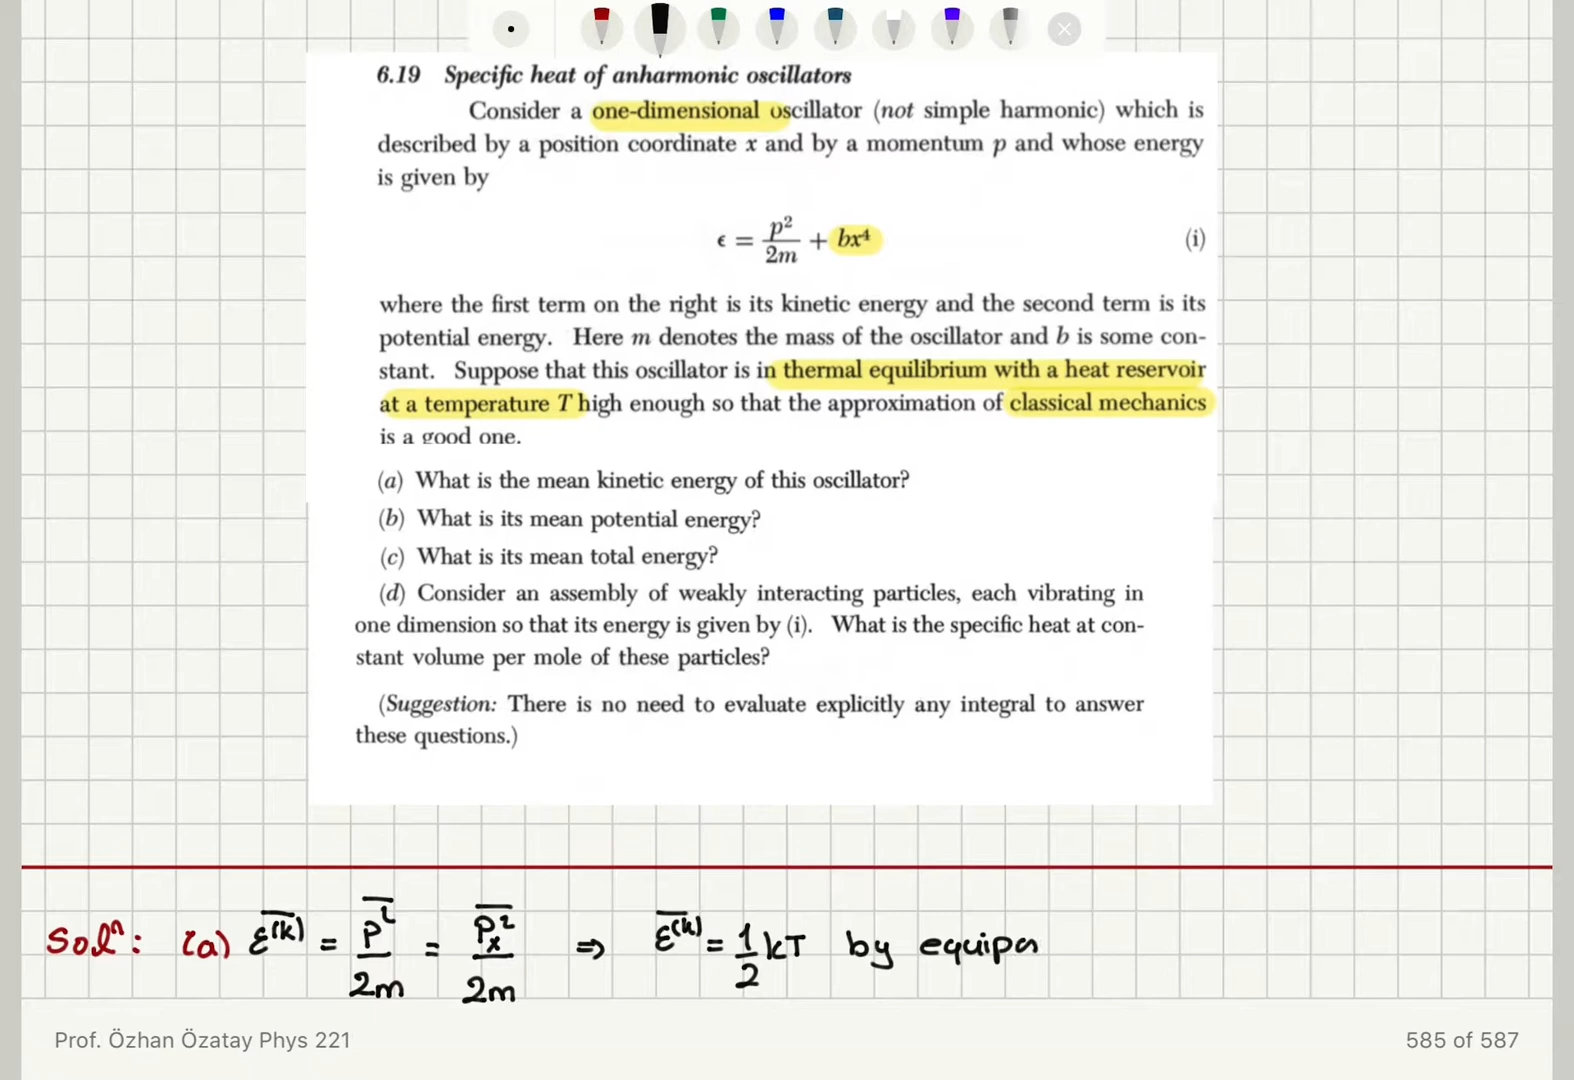 6.19 Specific heat of anharmonic oscillators
Consider a one-dimensional oscillator (not simple harmonic) which is
described by a position coordinate x and by a momentum p and whose energy
is given by
ϵ = p²/2m + bx⁴ (i)
where the first term on the right is its kinetic energy and the second term is its
potential energy. Here m denotes the mass of the oscillator and b is some con-
stant. Suppose that this oscillator is in thermal equilibrium with a heat reservoir
at a temperature T high enough so that the approximation of classical mechanics
is a good one.
(a) What is the mean kinetic energy of this oscillator?
(b) What is its mean potential energy?
(c) What is its mean total energy?
(d) Consider an assembly of weakly interacting particles, each vibrating in
one dimension so that its energy is given by (i). What is the specific heat at con-
stant volume per mole of these particles?
(Suggestion: There is no need to evaluate explicitly any integral to answer
these questions.)
Solⁿ: (a) ε̅⁽ᵏ⁾ = p̅²/2m = p̅ₓ²/2m ⇒ ε̅⁽ᵏ⁾ = 1/2 kT by equipa
Prof. Özhan Özatay Phys 221
585 of 587